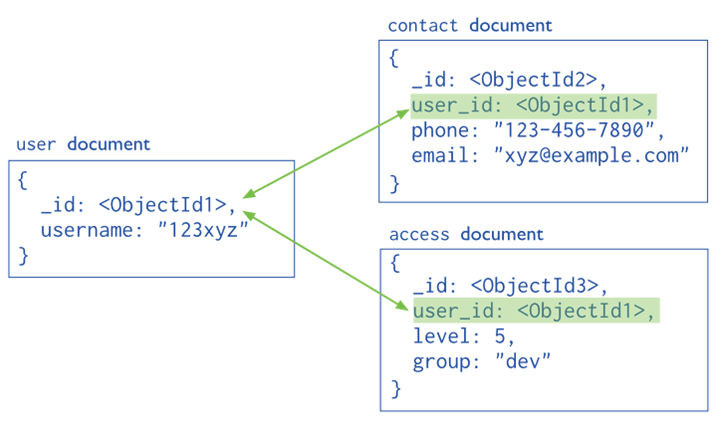 user document
{
_id: <ObjectId1>,
username: "123xyz"
}
contact document
{
_id: <ObjectId2>,
user_id: <ObjectId1>,
phone: "123-456-7890",
email: "xyz@example.com"
}
access document
{
_id: <ObjectId3>,
user_id: <ObjectId1>,
level: 5,
group: "dev"
}